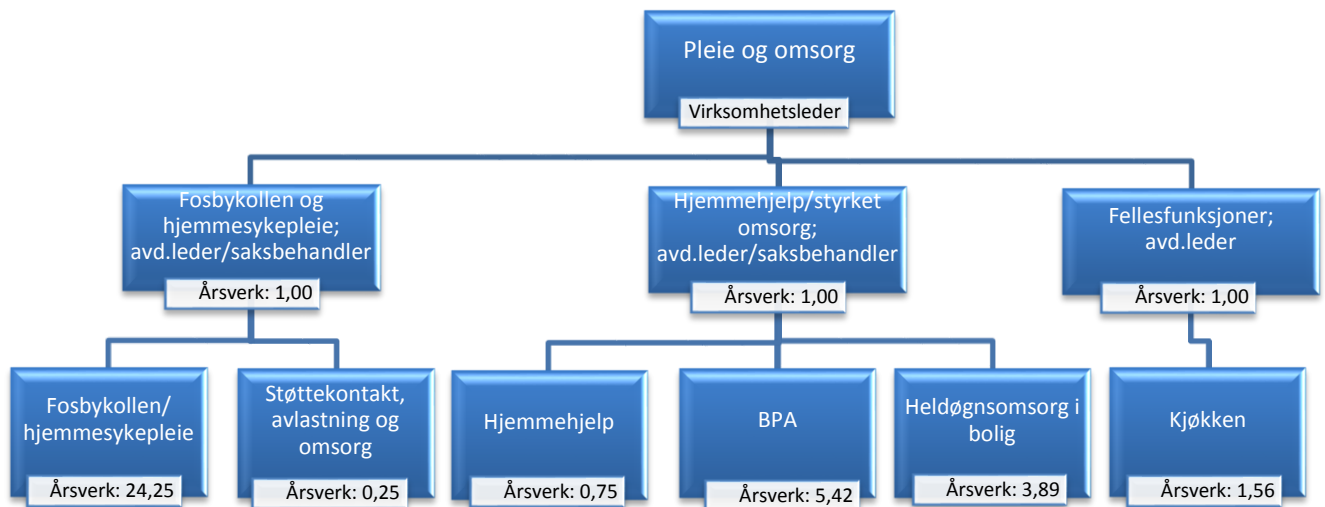 Pleie og omsorg
Virksomhetsleder
Fosbykollen og
hjemmesykepleie;
avd.leder/saksbehandler
Årsverk: 1,00
Hjemmehjelp/styrket
omsorg;
avd.leder/saksbehandler
Årsverk: 1,00
Fellesfunksjoner;
avd.leder
Årsverk: 1,00
Fosbykollen/
hjemmesykepleie
Årsverk: 24,25
Støttekontakt,
avlastning og
omsorg
Årsverk: 0,25
Hjemmehjelp
Årsverk: 0,75
BPA
Årsverk: 5,42
Heldøgnsomsorg i
bolig
Årsverk: 3,89
Kjøkken
Årsverk: 1,56